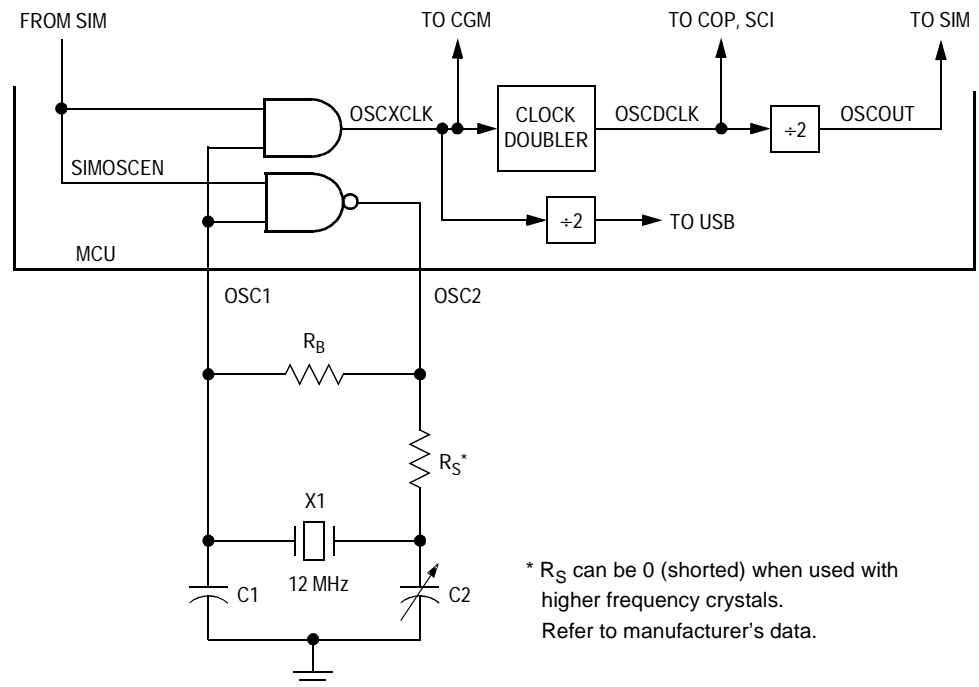 FROM SIM
TO CGM
TO COP, SCI
TO SIM
OSCXCLK
CLOCK
DOUBLER
OSCDCLK
÷2
OSCOUT
SIMOSCEN
÷2
TO USB
MCU
OSC1
OSC2
RB
RS*
X1
12 MHz
C1
C2
* RS can be 0 (shorted) when used with
higher frequency crystals.
Refer to manufacturer's data.